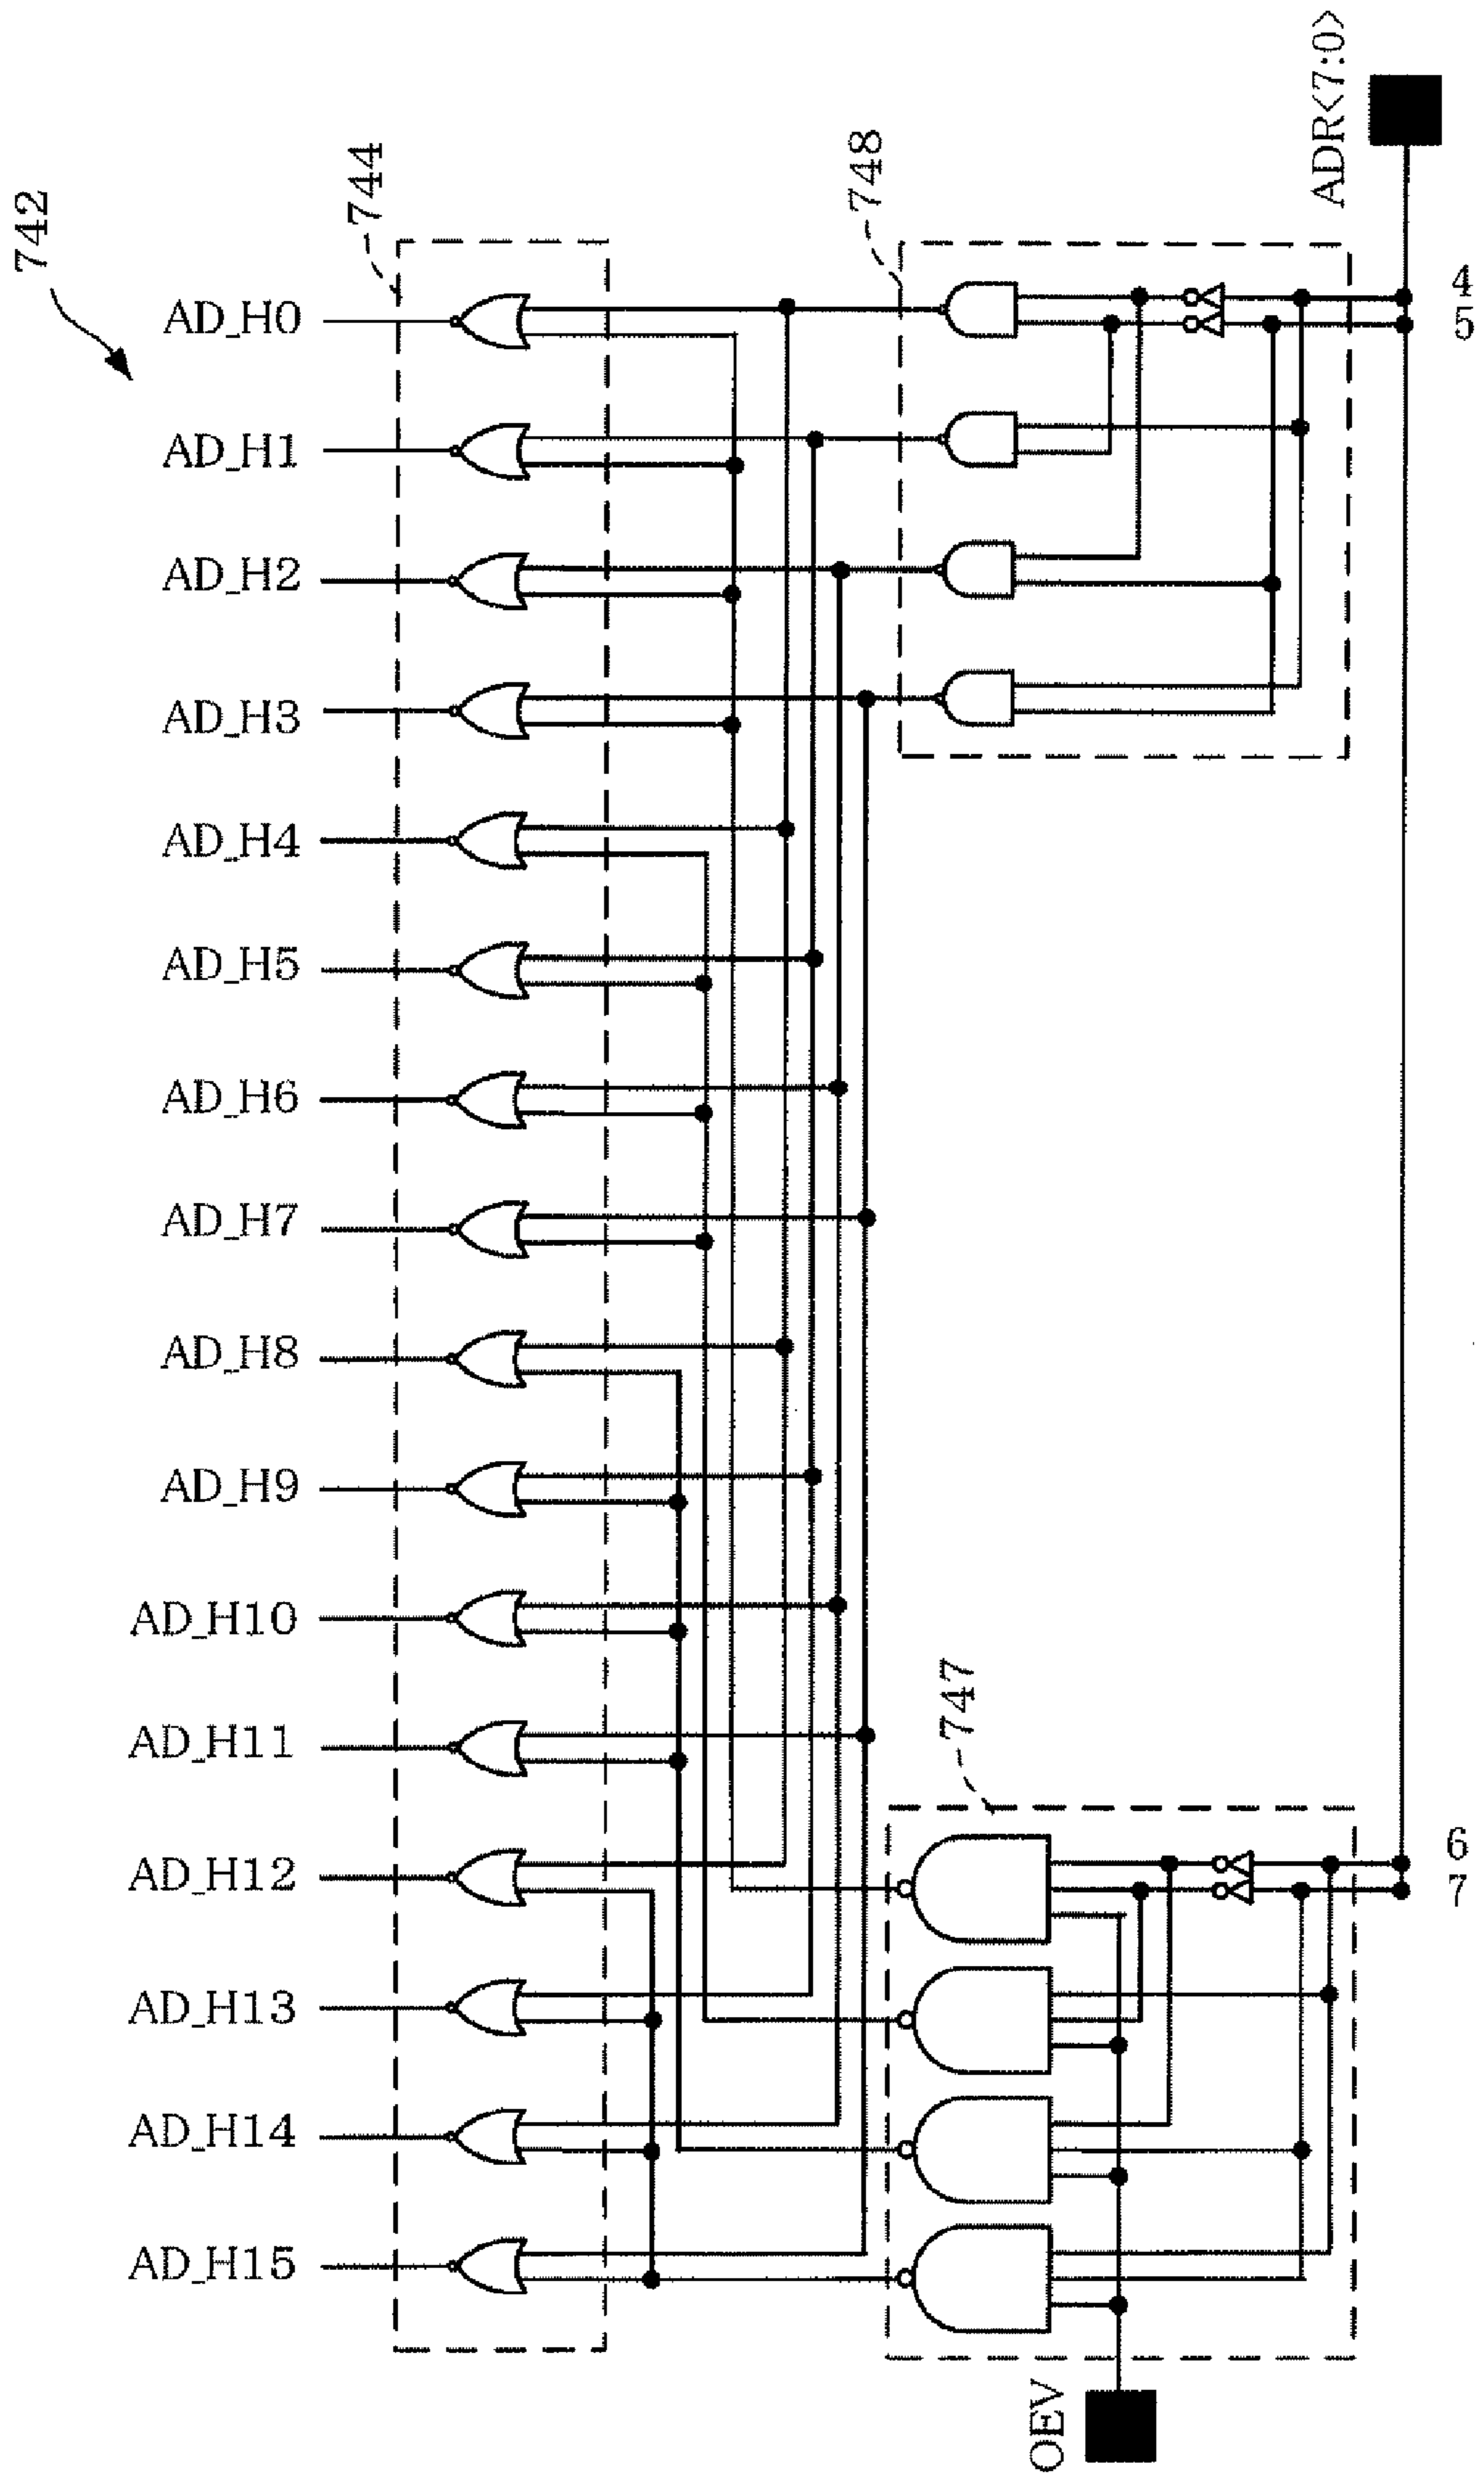 742
744
748
ADR<7:0>
AD_H0
4
5
AD_H1
AD_H2
AD_H3
AD_H4
AD_H5
AD_H6
AD_H7
AD_H8
AD_H9
AD_H10
747
AD_H11
6
AD_H12
7
AD_H13
AD_H14
AD_H15
OEV